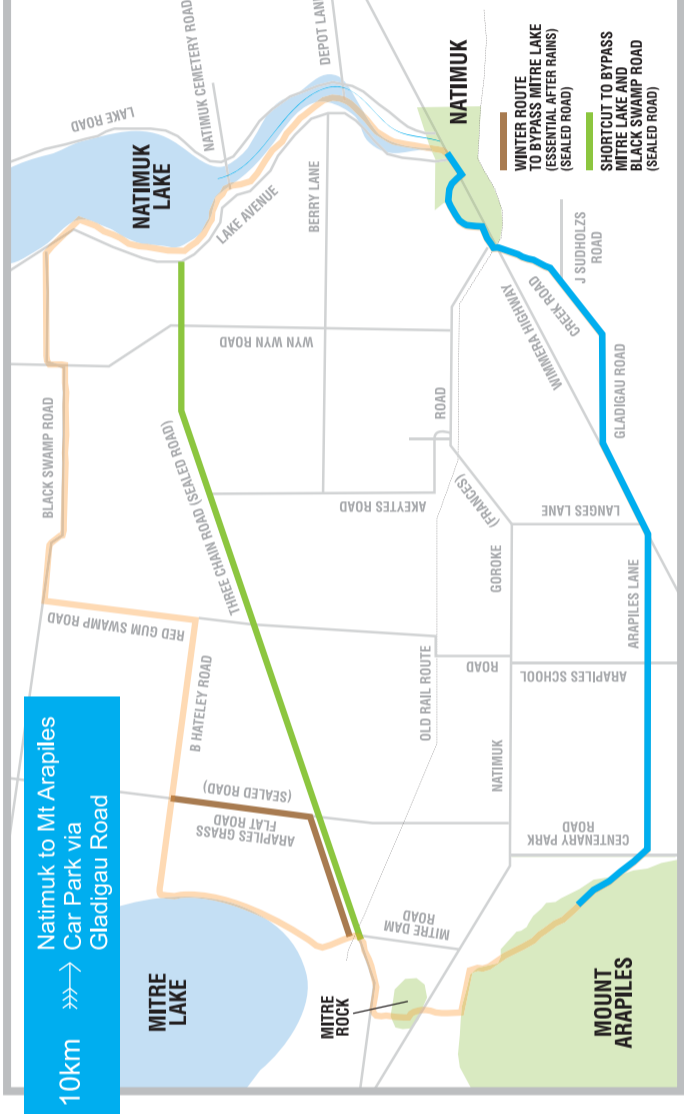 10km
Natimuk to Mt Arapiles
Car Park via
Gladigau Road
MITRE
LAKE
MITRE
ROCK
MOUNT
ARAPILES
NATIMUK
LAKE
NATIMUK
LAKE ROAD
NATIMUK CEMETERY ROAD
DEPOT LANE
LAKE AVENUE
BERRY LANE
WYN WYN ROAD
BLACK SWAMP ROAD
THREE CHAIN ROAD (SEALED ROAD)
RED GUM SWAMP ROAD
B HATELEY ROAD
(SEALED ROAD)
ARAPILES GRASS
FLAT ROAD
AKEYTES ROAD
ROAD
(FRANCES)
GOROKE
NATIMUK
OLD RAIL ROUTE
ROAD
ARAPILES SCHOOL
MITRE DAM
ROAD
CENTENARY PARK
ROAD
LANGES LANE
ARAPILES LANE
GLADIGAU ROAD
WIMMERA HIGHWAY
CREEK ROAD
J SUDHOLZS
ROAD
WINTER ROUTE
TO BYPASS MITRE LAKE
(ESSENTIAL AFTER RAINS)
(SEALED ROAD)
SHORTCUT TO BYPASS
MITRE LAKE AND
BLACK SWAMP ROAD
(SEALED ROAD)